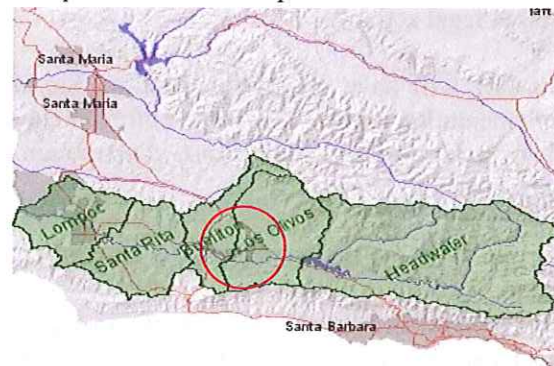 Santa Maria
Santa Maria
Lompoc
Santa Rita
Buellton
Los Olivos
Headwater
Santa Barbara